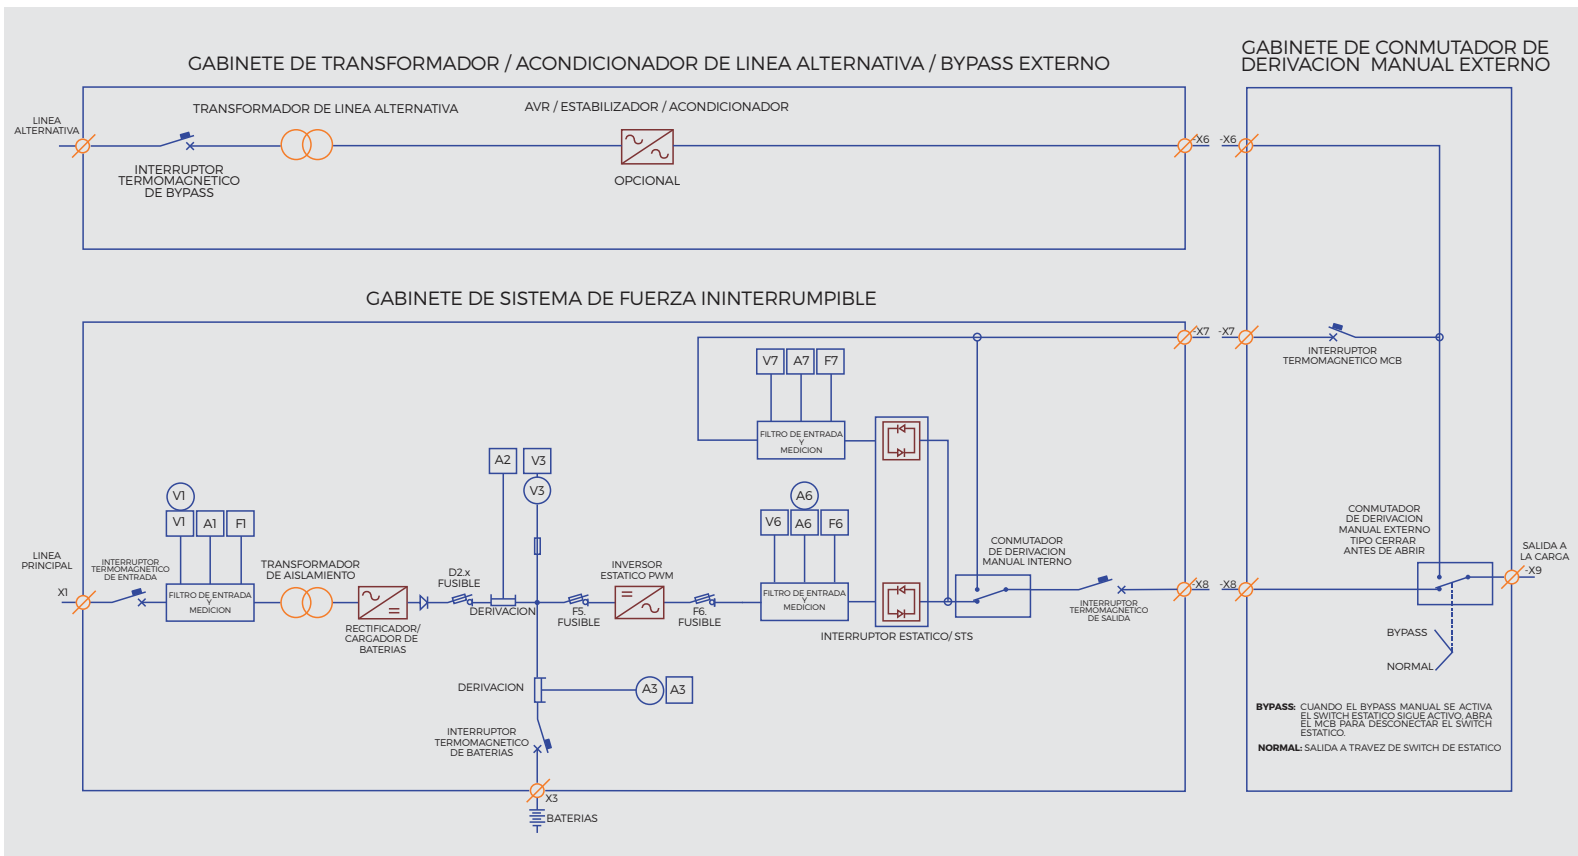 GABINETE DE TRANSFORMADOR / ACONDICIONADOR DE LINEA ALTERNATIVA / BYPASS EXTERNO
GABINETE DE CONMUTADOR DE
DERIVACION MANUAL EXTERNO
LINEA
ALTERNATIVA
TRANSFORMADOR DE LINEA ALTERNATIVA
AVR / ESTABILIZADOR / ACONDICIONADOR
INTERRUPTOR
TERMOMAGNETICO
DE BYPASS
OPCIONAL
-X6
-X6
GABINETE DE SISTEMA DE FUERZA ININTERRUMPIBLE
-X7
-X7
INTERRUPTOR
TERMOMAGNETICO MCB
V7
A7
F7
FILTRO DE ENTRADA
Y
MEDICION
A2
V3
V3
V1
V1
A1
F1
A6
V6
A6
F6
LINEA
PRINCIPAL
X1
INTERRUPTOR
TERMOMAGNETICO
DE ENTRADA
FILTRO DE ENTRADA
Y
MEDICION
TRANSFORMADOR
DE AISLAMIENTO
RECTIFICADOR/
CARGADOR DE
BATERIAS
D2.x
FUSIBLE
DERIVACION
F5.
FUSIBLE
INVERSOR
ESTATICO PWM
F6.
FUSIBLE
FILTRO DE ENTRADA
Y
MEDICION
INTERRUPTOR ESTATICO/ STS
CONMUTADOR
DE DERIVACION
MANUAL INTERNO
INTERRUPTOR
TERMOMAGNETICO
DE SALIDA
-X8
-X8
CONMUTADOR
DE DERIVACION
MANUAL EXTERNO
TIPO CERRAR
ANTES DE ABRIR
SALIDA A
LA CARGA
-X9
BYPASS
NORMAL
DERIVACION
A3
A3
INTERRUPTOR
TERMOMAGNETICO
DE BATERIAS
X3
BATERIAS
BYPASS: CUANDO EL BYPASS MANUAL SE ACTIVA
EL SWITCH ESTATICO SIGUE ACTIVO, ABRA
EL MCB PARA DESCONECTAR EL SWITCH
ESTATICO.
NORMAL: SALIDA A TRAVEZ DE SWITCH DE ESTATICO